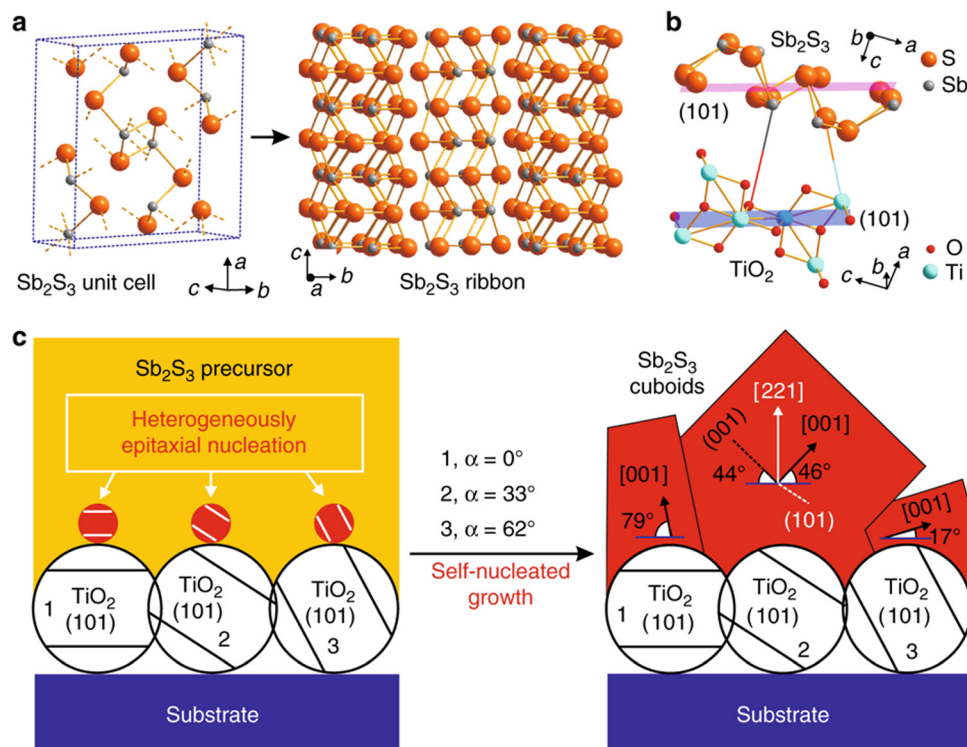 a
Sb2S3 unit cell
a
c
b
Sb2S3 ribbon
c
a
b
b
Sb2S3
b
a
c
S
Sb
(101)
(101)
TiO2
O
Ti
c
b
a
c
Sb2S3 precursor
Heterogeneously
epitaxial nucleation
TiO2
(101)
1
TiO2
(101)
2
TiO2
(101)
3
Substrate
1, α = 0°
2, α = 33°
3, α = 62°
Self-nucleated
growth
Sb2S3
cuboids
[221]
(001)
[001]
44°
46°
(101)
[001]
79°
[001]
17°
TiO2
(101)
1
TiO2
(101)
2
TiO2
(101)
3
Substrate